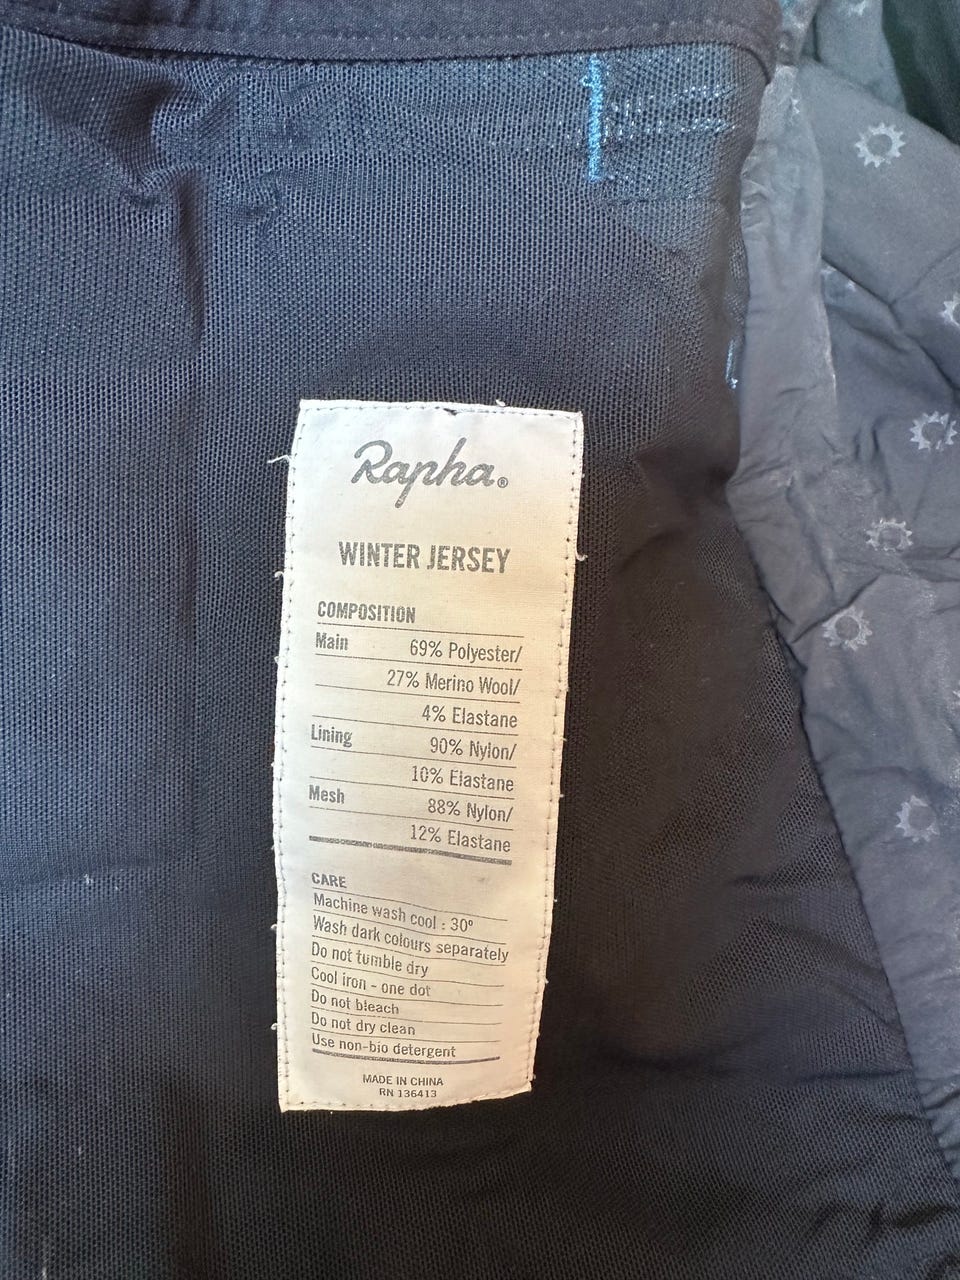 Rapha.®
WINTER JERSEY
COMPOSITION
Main 69% Polyester/
27% Merino Wool/
4% Elastane
Lining 90% Nylon/
10% Elastane
Mesh 88% Nylon/
12% Elastane
CARE
Machine wash cool : 30°
Wash dark colours separately
Do not tumble dry
Cool iron - one dot
Do not bleach
Do not dry clean
Use non-bio detergent
MADE IN CHINA
RN 136413